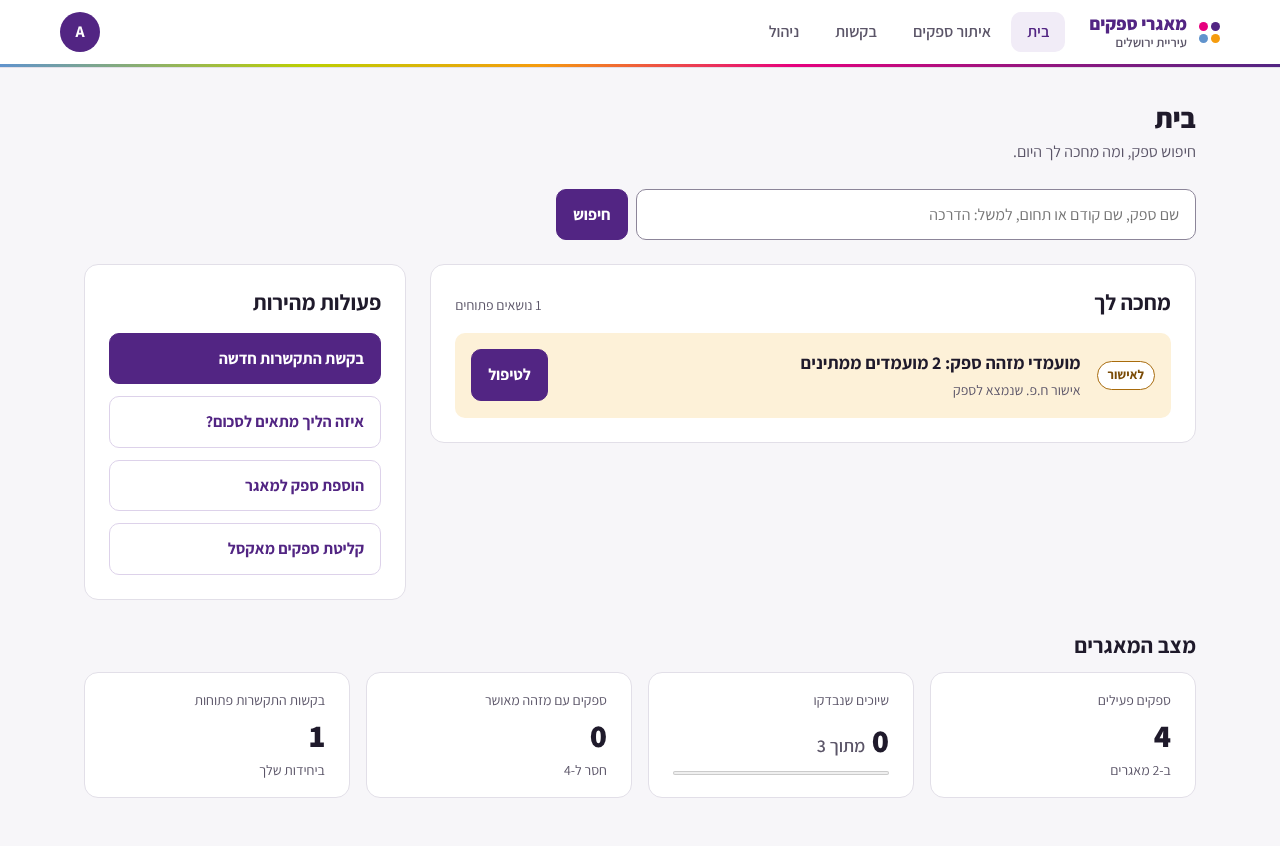 מאגרי ספקים
עיריית ירושלים
בית
איתור ספקים
בקשות
ניהול
A
בית
חיפוש ספק, ומה מחכה לך היום.
שם ספק, שם קודם או תחום, למשל: הדרכה
חיפוש
מחכה לך
1 נושאים פתוחים
לאישור
מועמדי מזהה ספק: 2 מועמדים ממתינים
אישור ח.פ. שנמצא לספק
לטיפול
פעולות מהירות
בקשת התקשרות חדשה
איזה הליך מתאים לסכום?
הוספת ספק למאגר
קליטת ספקים מאקסל
מצב המאגרים
ספקים פעילים
4
ב-2 מאגרים
שיוכים שנבדקו
0 מתוך 3
ספקים עם מזהה מאושר
0
חסר ל-4
בקשות התקשרות פתוחות
1
ביחידות שלך